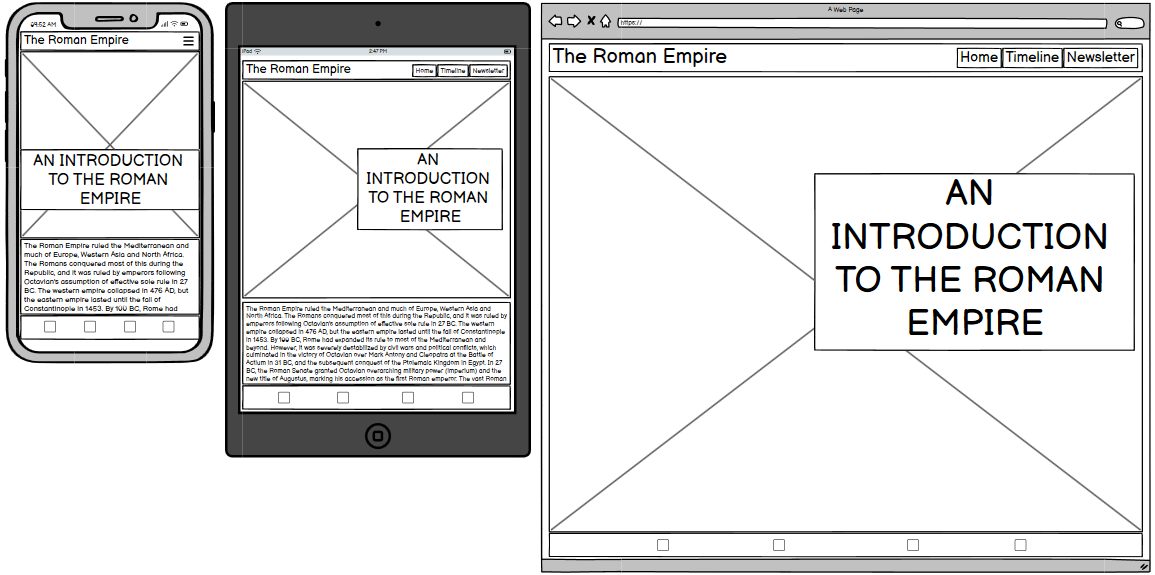 09:52 AM
The Roman Empire
AN INTRODUCTION
TO THE ROMAN
EMPIRE
The Roman Empire ruled the Mediterranean and
much of Europe, Western Asia and North Africa.
The Romans conquered most of this during the
Republic, and it was ruled by emperors following
Octavian's assumption of effective sole rule in 27
BC. The western empire collapsed in 476 AD, but
the eastern empire lasted until the fall of
Constantinople in 1453. By 100 BC, Rome had
iPad
2:47 PM
The Roman Empire
Home Timeline Newsletter
AN
INTRODUCTION
TO THE ROMAN
EMPIRE
The Roman Empire ruled the Mediterranean and much of Europe, Western Asia and
North Africa. The Romans conquered most of this during the Republic, and it was ruled by
emperors following Octavian's assumption of effective sole rule in 27 BC. The western
empire collapsed in 476 AD, but the eastern empire lasted until the fall of Constantinople
in 1453. By 100 BC, Rome had expanded its rule to most of the Mediterranean and
beyond. However, it was severely destabilized by civil wars and political conflicts, which
culminated in the victory of Octavian over Mark Antony and Cleopatra at the Battle of
Actium in 31 BC, and the subsequent conquest of the Ptolemaic Kingdom in Egypt. In 27
BC, the Roman Senate granted Octavian overarching military power (imperium) and the
new title of Augustus, marking his accession as the first Roman emperor. The vast Roman
A Web Page
https://
The Roman Empire
Home Timeline Newsletter
AN
INTRODUCTION
TO THE ROMAN
EMPIRE